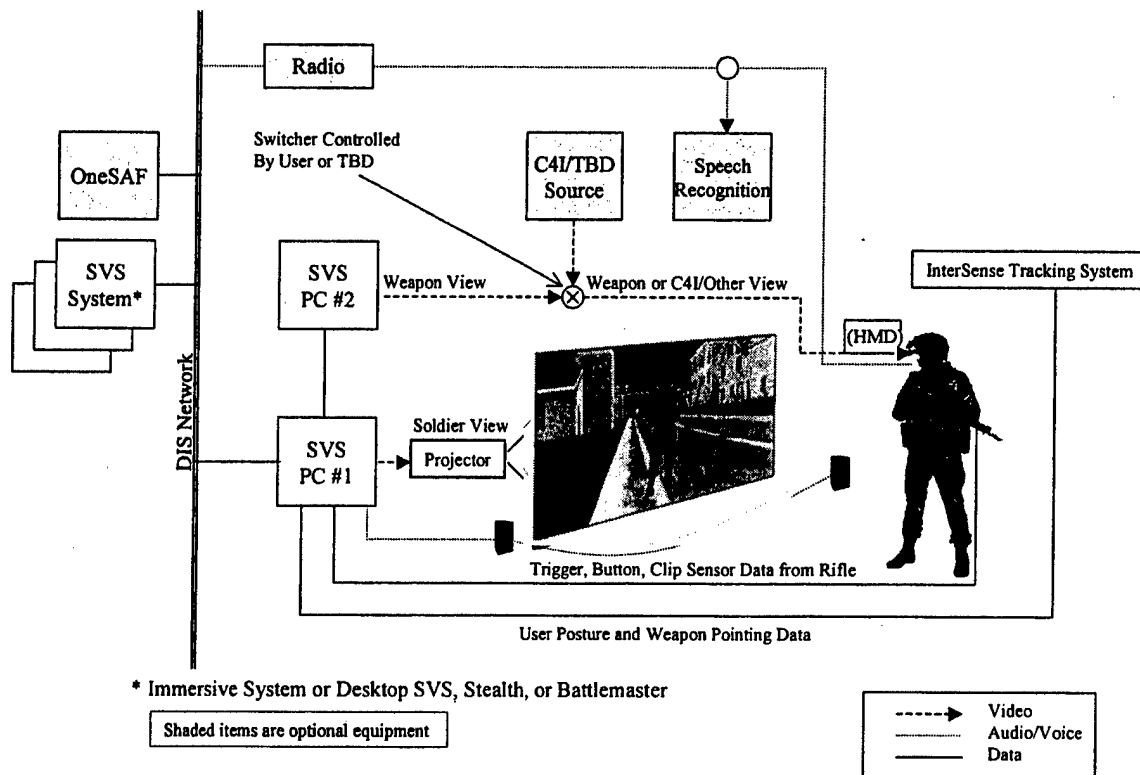 Radio
Switcher Controlled
By User or TBD
OneSAF
C4I/TBD
Source
Speech
Recognition
SVS
System*
SVS
PC #2
Weapon View
Weapon or C4I/Other View
InterSense Tracking System
(HMD)
DIS Network
SVS
PC #1
Soldier View
Projector
Trigger, Button, Clip Sensor Data from Rifle
User Posture and Weapon Pointing Data
* Immersive System or Desktop SVS, Stealth, or Battlemaster
Shaded items are optional equipment
Video
Audio/Voice
Data